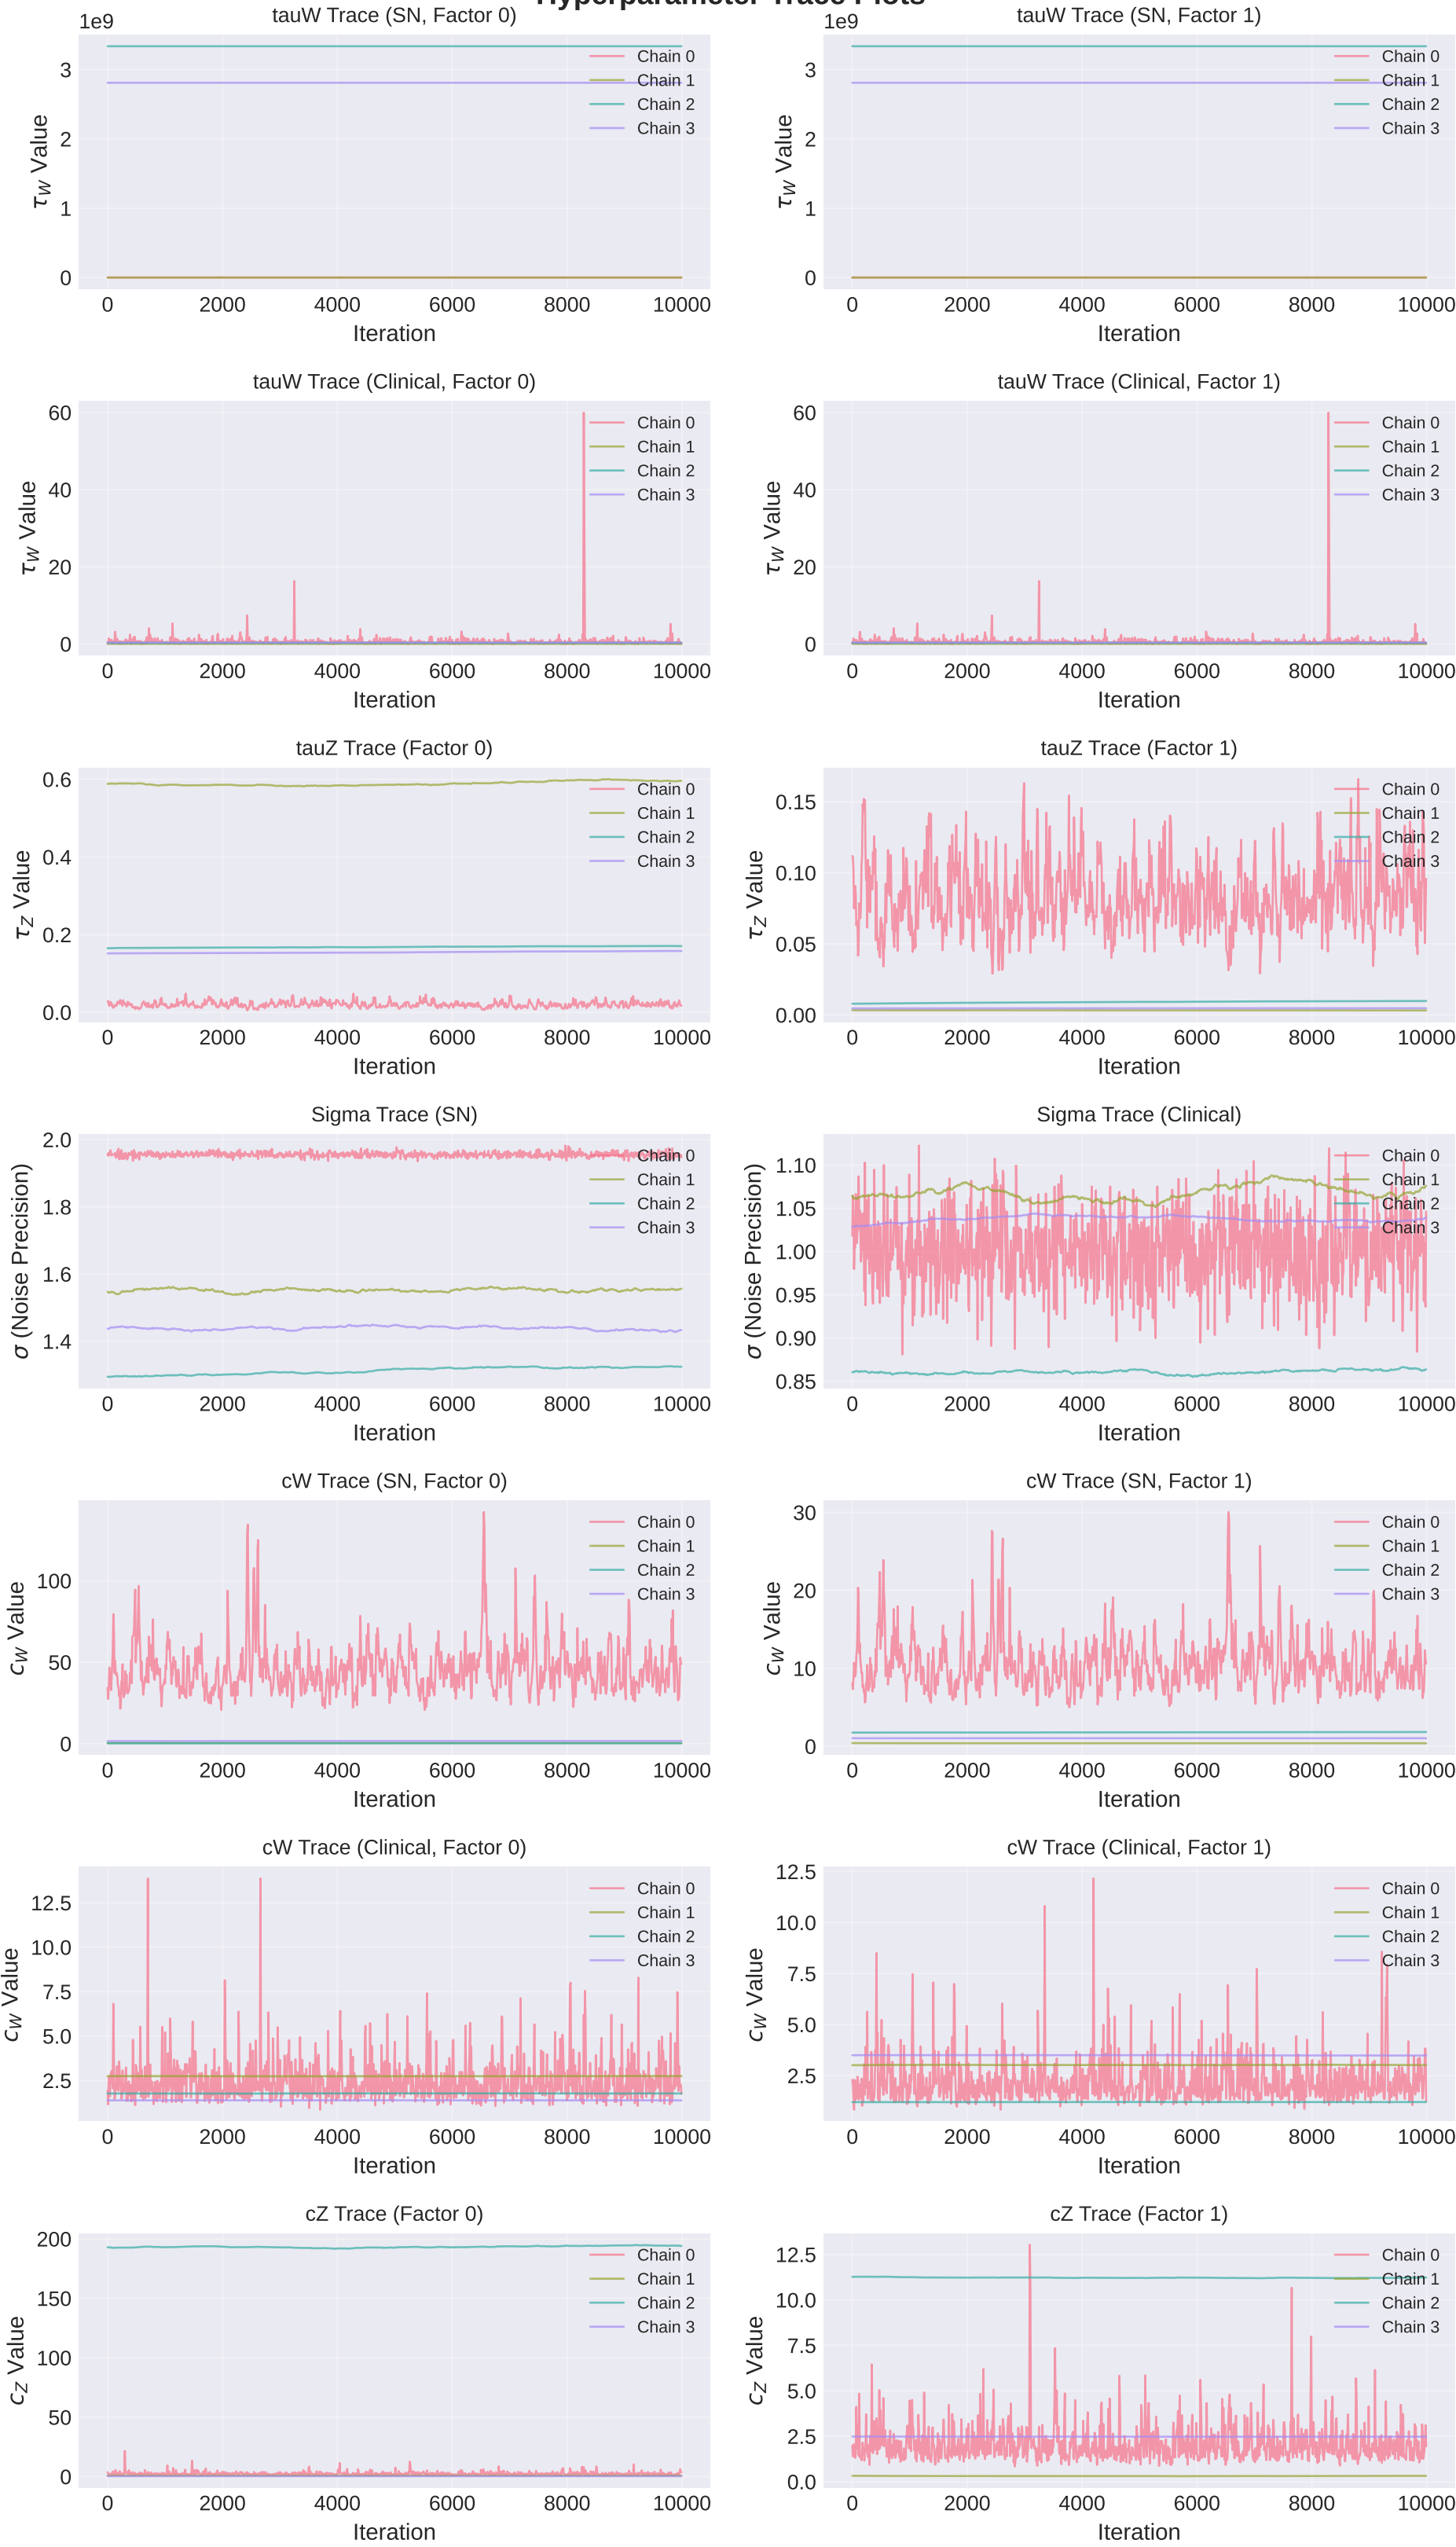 Hyperparameter Trace Plots
tauW Trace (SN, Factor 0)
1e9
τW Value
3
2
1
0
Chain 0
Chain 1
Chain 2
Chain 3
0 2000 4000 6000 8000 10000
Iteration
tauW Trace (SN, Factor 1)
1e9
τW Value
3
2
1
0
Chain 0
Chain 1
Chain 2
Chain 3
0 2000 4000 6000 8000 10000
Iteration
tauW Trace (Clinical, Factor 0)
τW Value
60
40
20
0
Chain 0
Chain 1
Chain 2
Chain 3
0 2000 4000 6000 8000 10000
Iteration
tauW Trace (Clinical, Factor 1)
τW Value
60
40
20
0
Chain 0
Chain 1
Chain 2
Chain 3
0 2000 4000 6000 8000 10000
Iteration
tauZ Trace (Factor 0)
τZ Value
0.6
0.4
0.2
0.0
Chain 0
Chain 1
Chain 2
Chain 3
0 2000 4000 6000 8000 10000
Iteration
tauZ Trace (Factor 1)
τZ Value
0.15
0.10
0.05
0.00
Chain 0
Chain 1
Chain 2
Chain 3
0 2000 4000 6000 8000 10000
Iteration
Sigma Trace (SN)
σ (Noise Precision)
2.0
1.8
1.6
1.4
Chain 0
Chain 1
Chain 2
Chain 3
0 2000 4000 6000 8000 10000
Iteration
Sigma Trace (Clinical)
σ (Noise Precision)
1.10
1.05
1.00
0.95
0.90
0.85
Chain 0
Chain 1
Chain 2
Chain 3
0 2000 4000 6000 8000 10000
Iteration
cW Trace (SN, Factor 0)
cW Value
100
50
0
Chain 0
Chain 1
Chain 2
Chain 3
0 2000 4000 6000 8000 10000
Iteration
cW Trace (SN, Factor 1)
cW Value
30
20
10
0
Chain 0
Chain 1
Chain 2
Chain 3
0 2000 4000 6000 8000 10000
Iteration
cW Trace (Clinical, Factor 0)
cW Value
12.5
10.0
7.5
5.0
2.5
Chain 0
Chain 1
Chain 2
Chain 3
0 2000 4000 6000 8000 10000
Iteration
cW Trace (Clinical, Factor 1)
cW Value
12.5
10.0
7.5
5.0
2.5
Chain 0
Chain 1
Chain 2
Chain 3
0 2000 4000 6000 8000 10000
Iteration
cZ Trace (Factor 0)
cZ Value
200
150
100
50
0
Chain 0
Chain 1
Chain 2
Chain 3
0 2000 4000 6000 8000 10000
Iteration
cZ Trace (Factor 1)
cZ Value
12.5
10.0
7.5
5.0
2.5
0.0
Chain 0
Chain 1
Chain 2
Chain 3
0 2000 4000 6000 8000 10000
Iteration